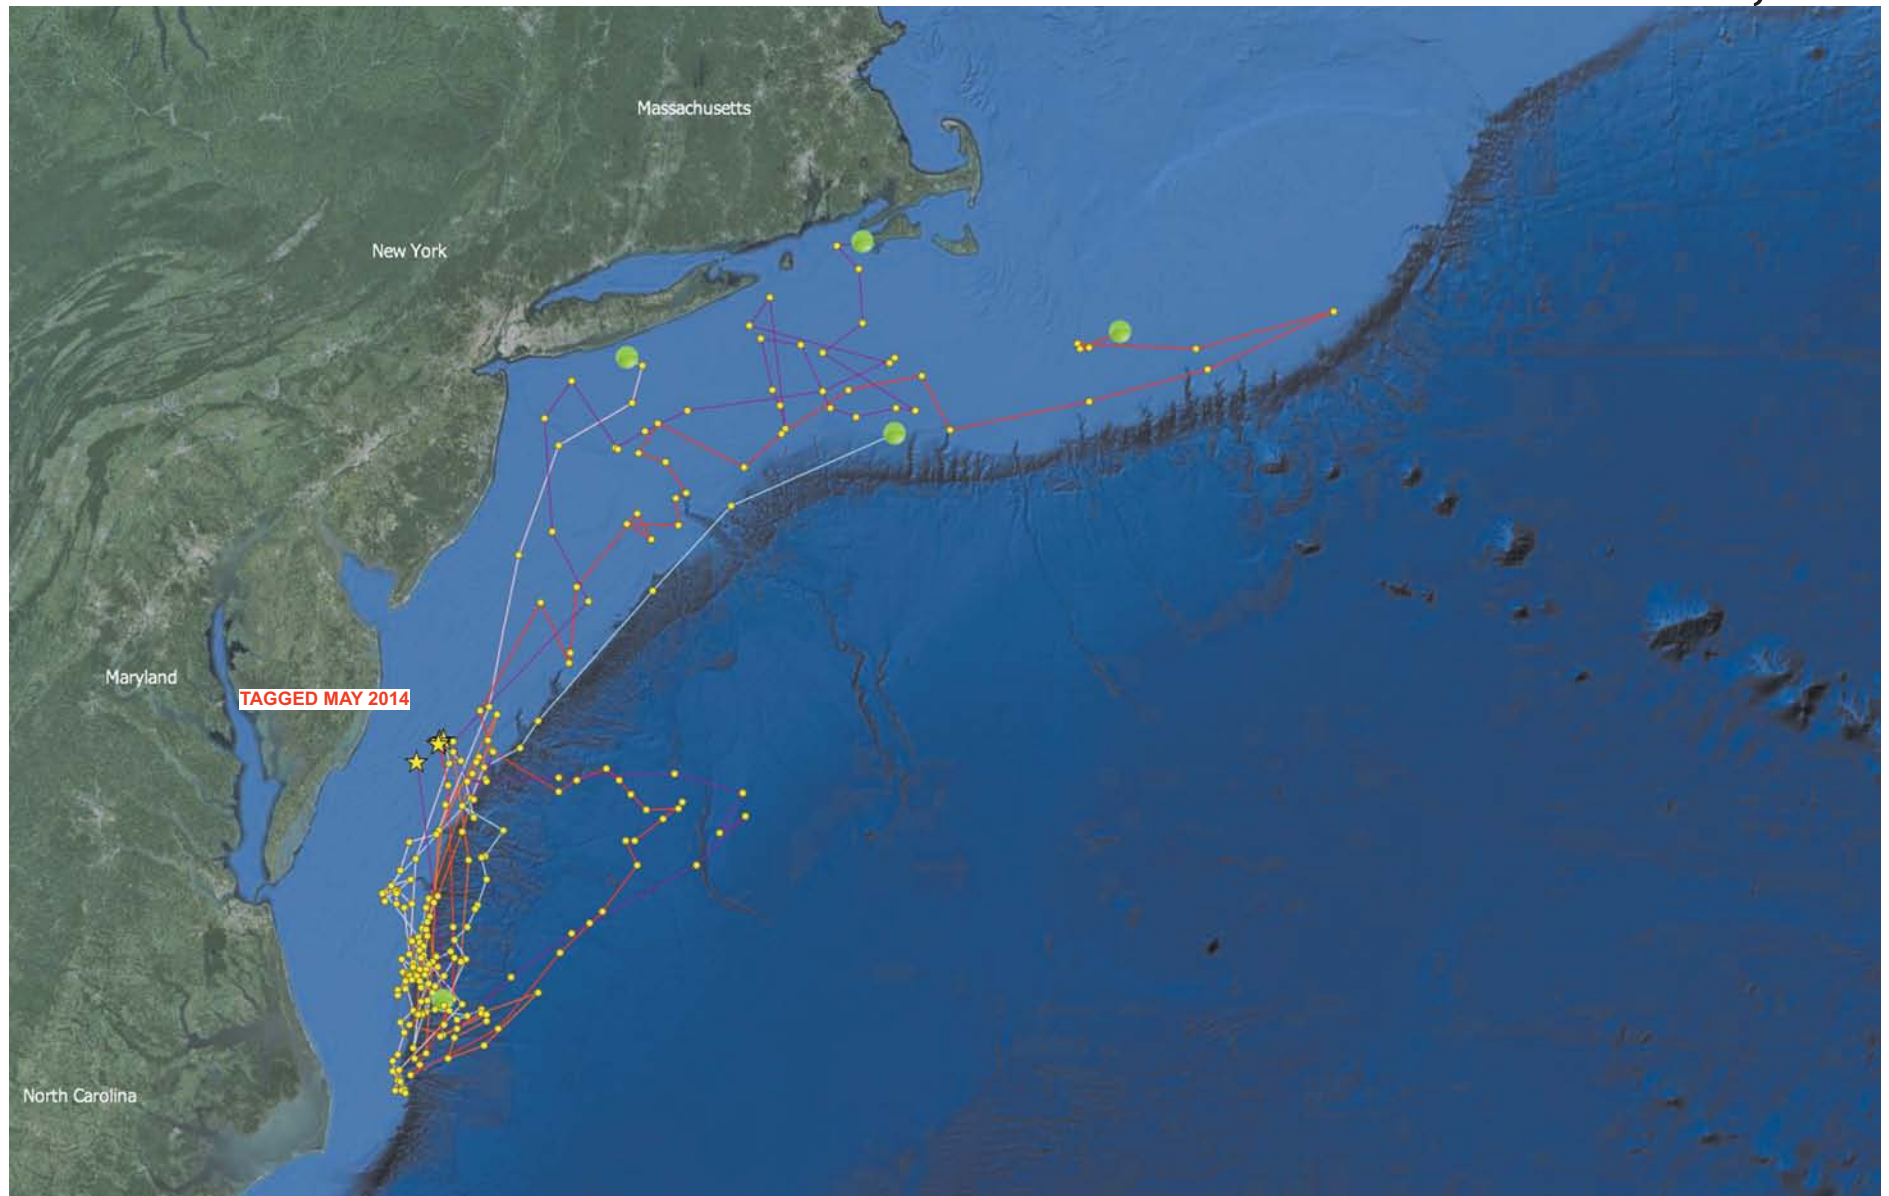 Massachusetts
New York
Maryland
TAGGED MAY 2014
North Carolina